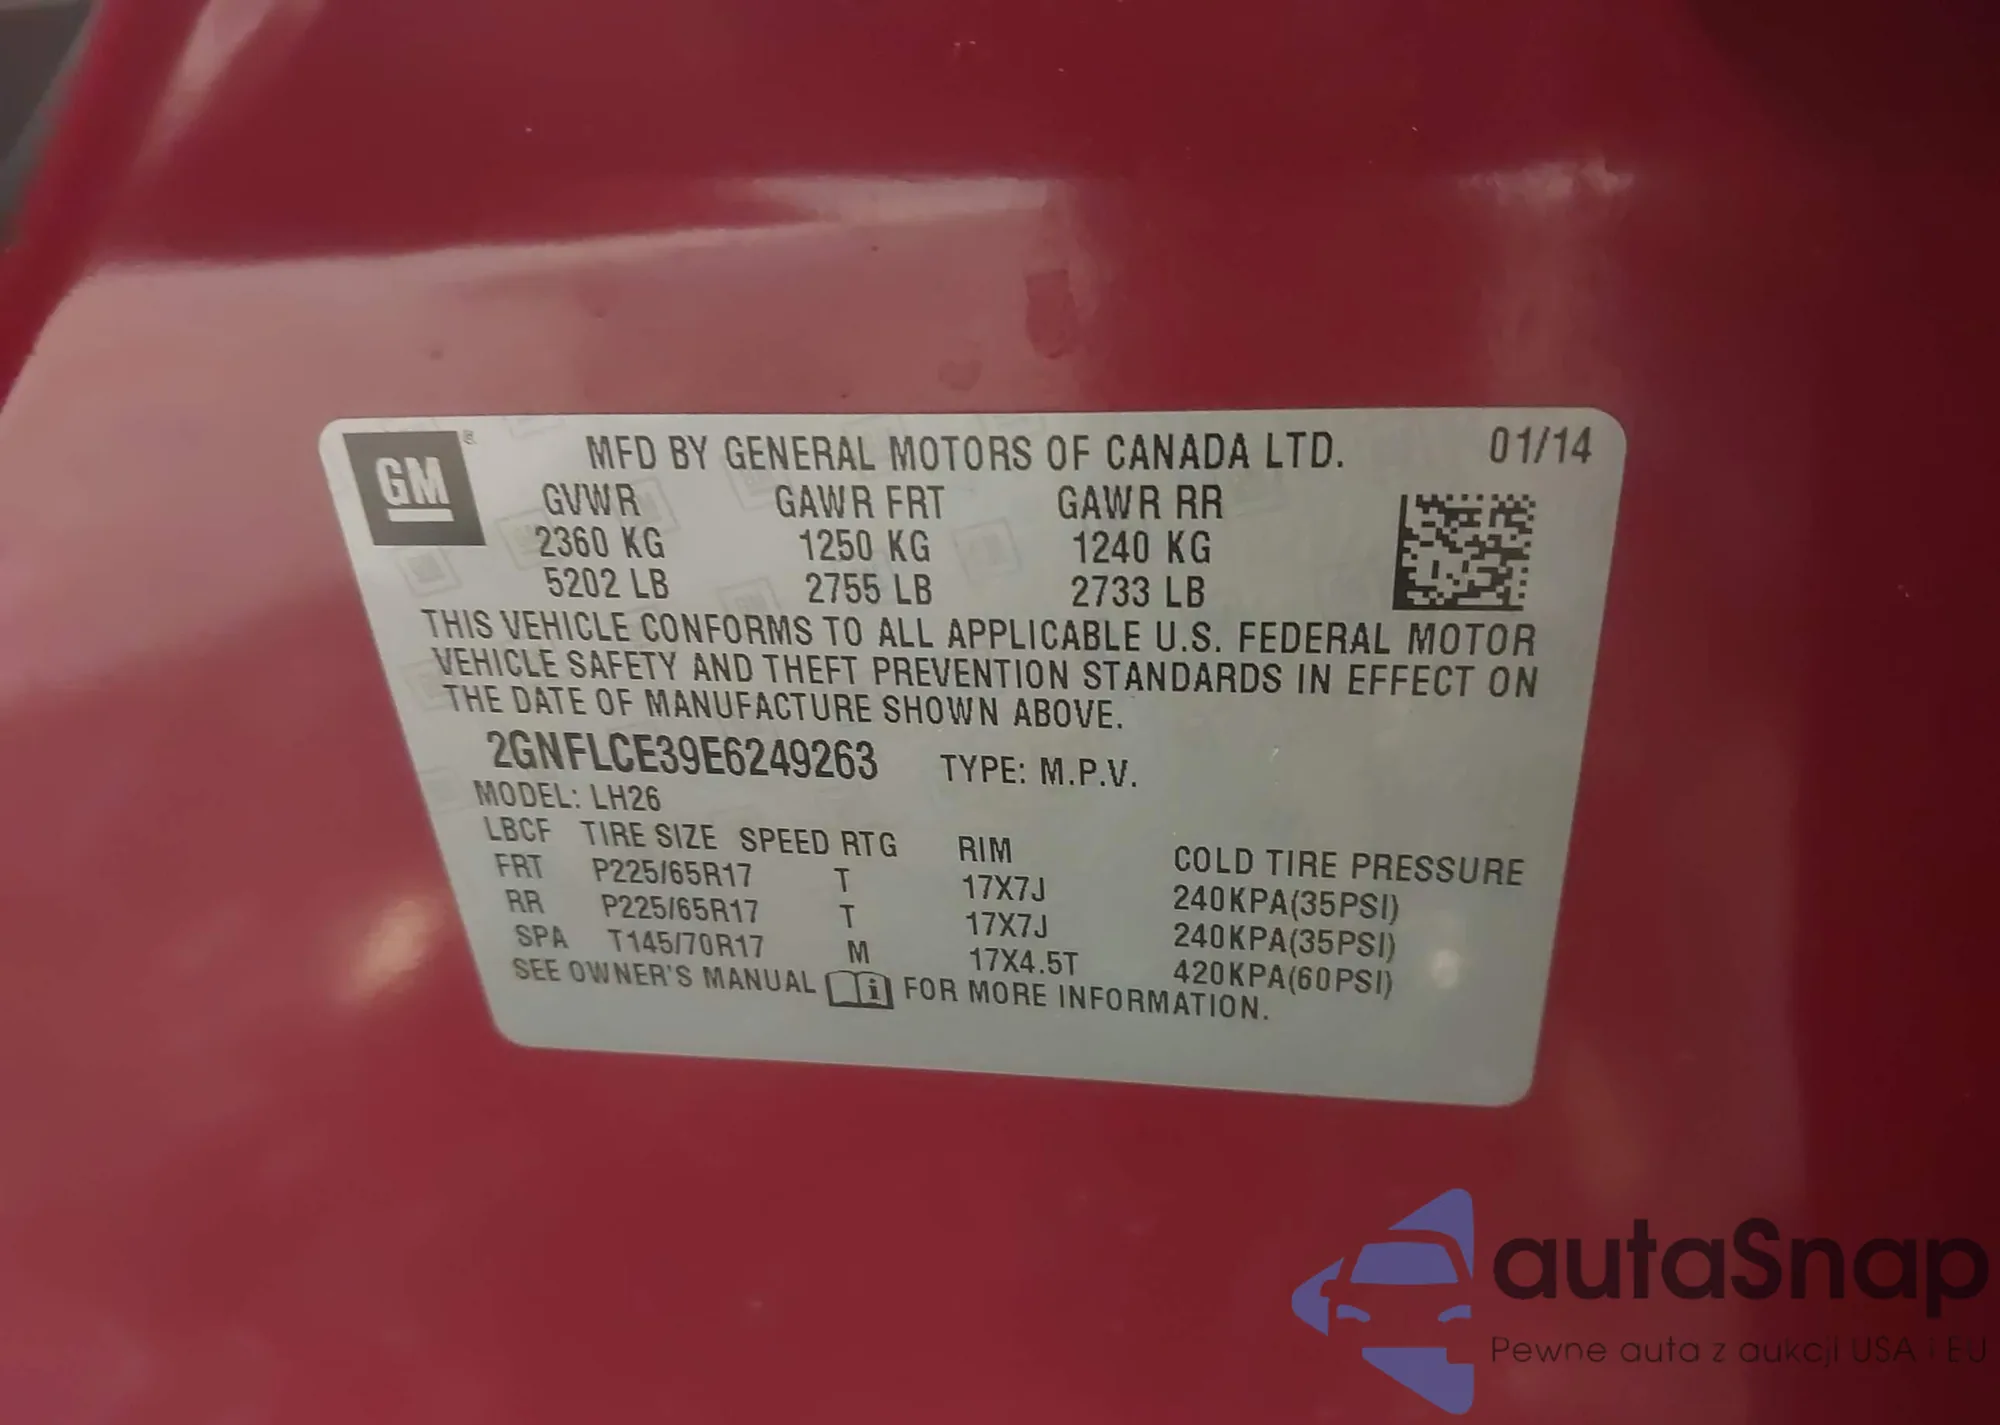 GM
MFD BY GENERAL MOTORS OF CANADA LTD. 01/14
GVWR GAWR FRT GAWR RR
2360 KG 1250 KG 1240 KG
5202 LB 2755 LB 2733 LB
THIS VEHICLE CONFORMS TO ALL APPLICABLE U.S. FEDERAL MOTOR
VEHICLE SAFETY AND THEFT PREVENTION STANDARDS IN EFFECT ON
THE DATE OF MANUFACTURE SHOWN ABOVE.
2GNFLCE39E6249263 TYPE: M.P.V.
MODEL: LH26
LBCF TIRE SIZE SPEED RTG RIM COLD TIRE PRESSURE
FRT P225/65R17 T 17X7J 240KPA(35PSI)
RR P225/65R17 T 17X7J 240KPA(35PSI)
SPA T145/70R17 M 17X4.5T 420KPA(60PSI)
SEE OWNER'S MANUAL i FOR MORE INFORMATION.
autaSnap
Pewne auta z aukcji USA i EU